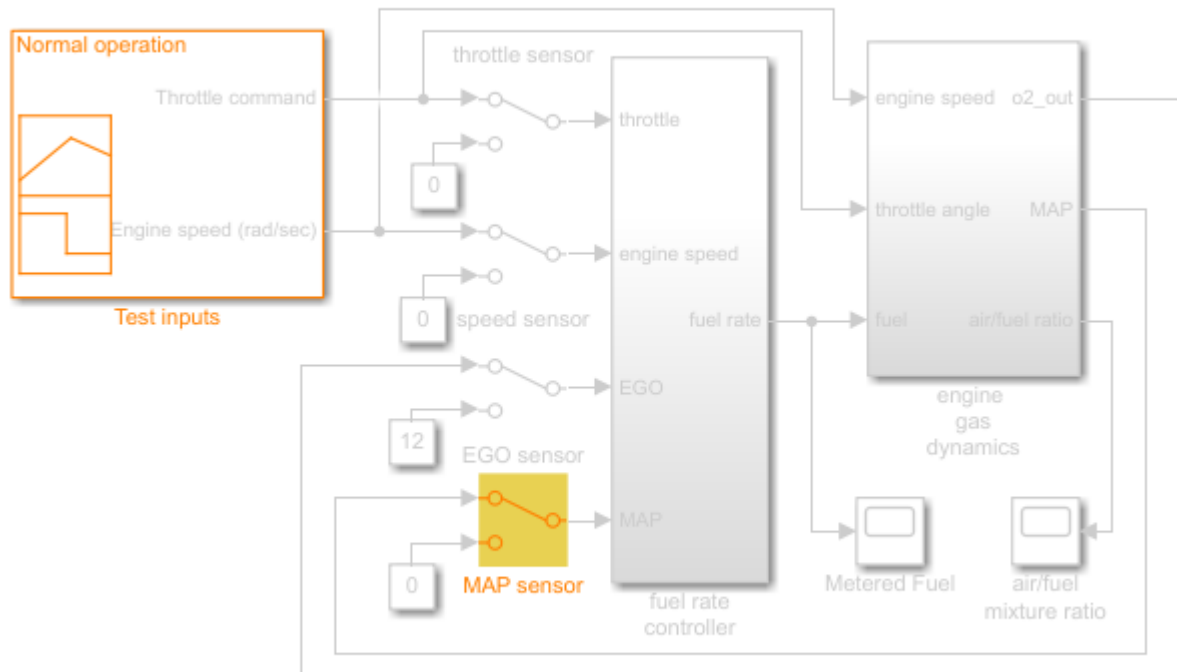 Normal operation
Throttle command
Engine speed (rad/sec)
Test inputs
throttle sensor
0
0
speed sensor
12
EGO sensor
0
MAP sensor
throttle
engine speed
fuel rate
EGO
MAP
fuel rate
controller
engine speed
o2_out
throttle angle
MAP
fuel
air/fuel ratio
engine
gas
dynamics
Metered Fuel
air/fuel
mixture ratio